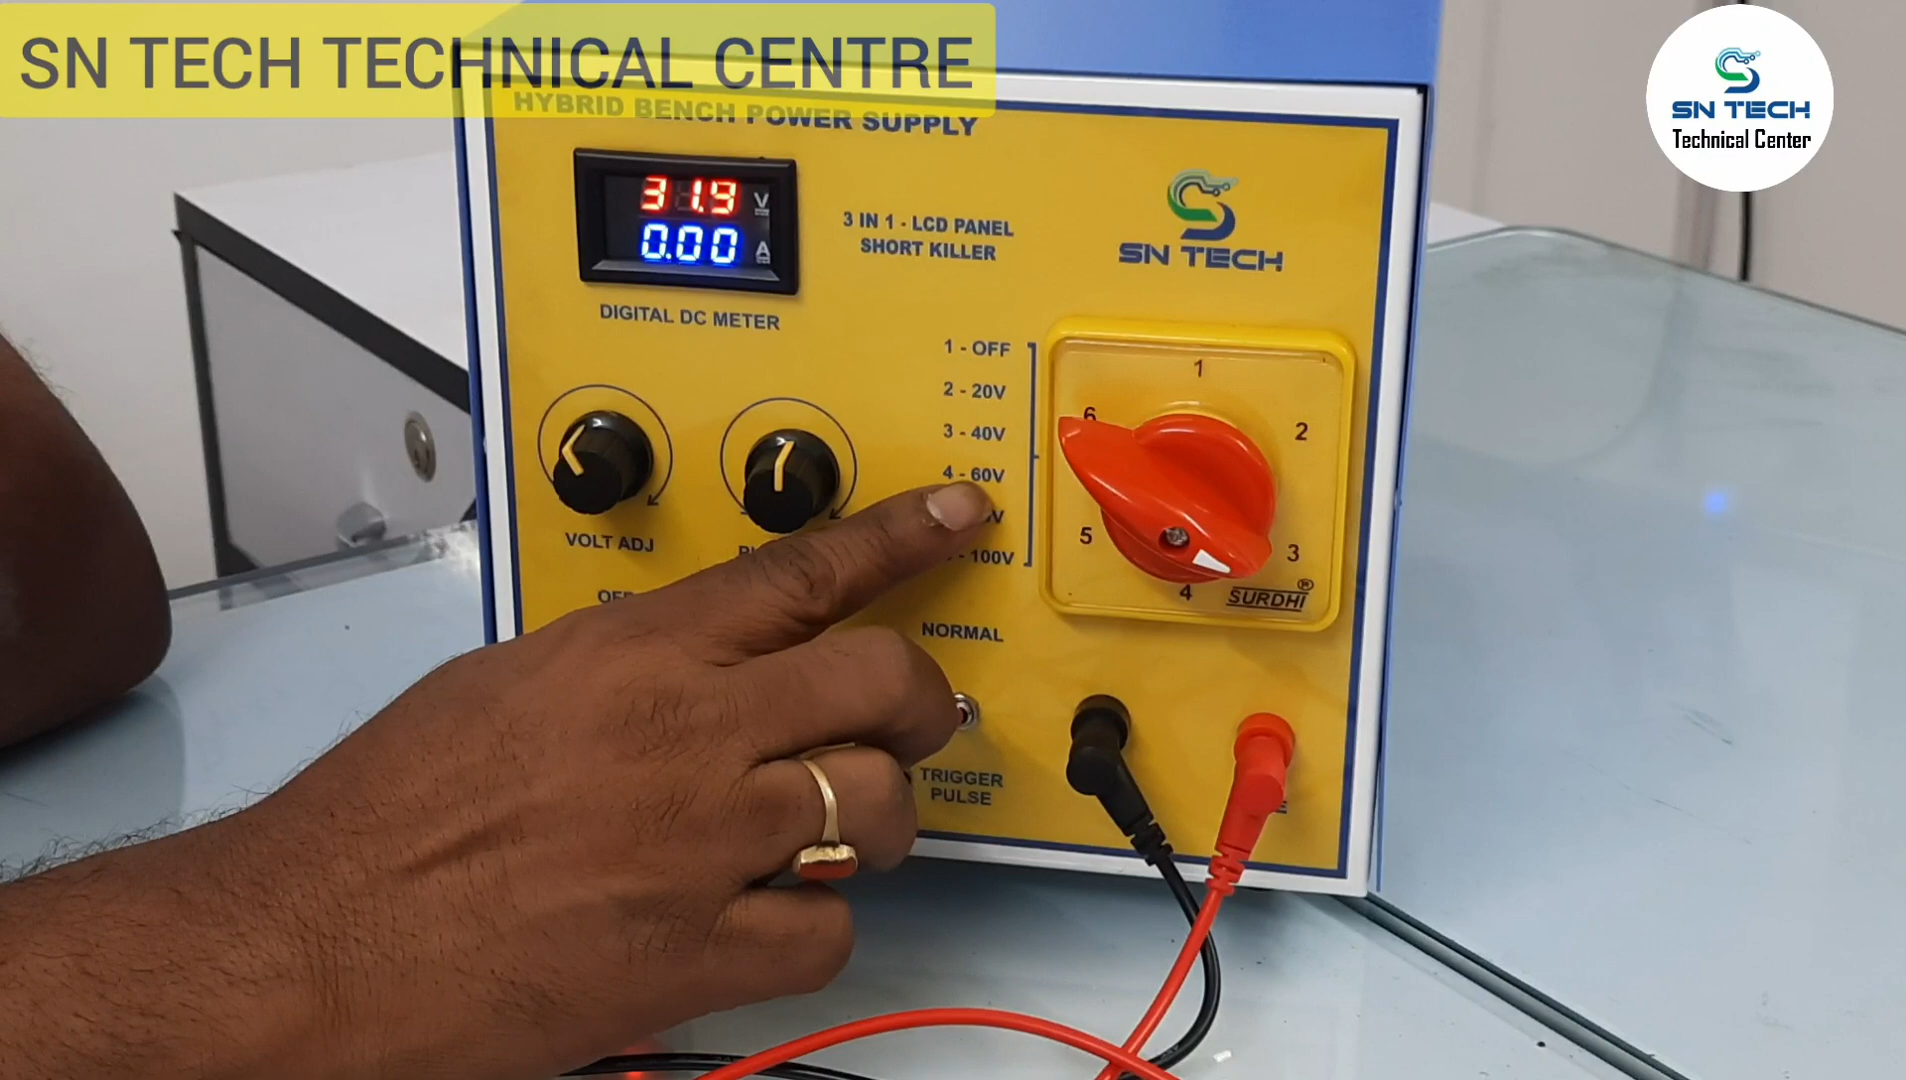 SN TECH TECHNICAL CENTRE
SN TECH
Technical Center
HYBRID BENCH POWER SUPPLY
31.9 V
0.00 A
DIGITAL DC METER
3 IN 1 - LCD PANEL
SHORT KILLER
SN TECH
1 - OFF
2 - 20V
3 - 40V
4 - 60V
- 100V
1
2
3
4
5
6
SURDHI
VOLT ADJ
NORMAL
TRIGGER
PULSE